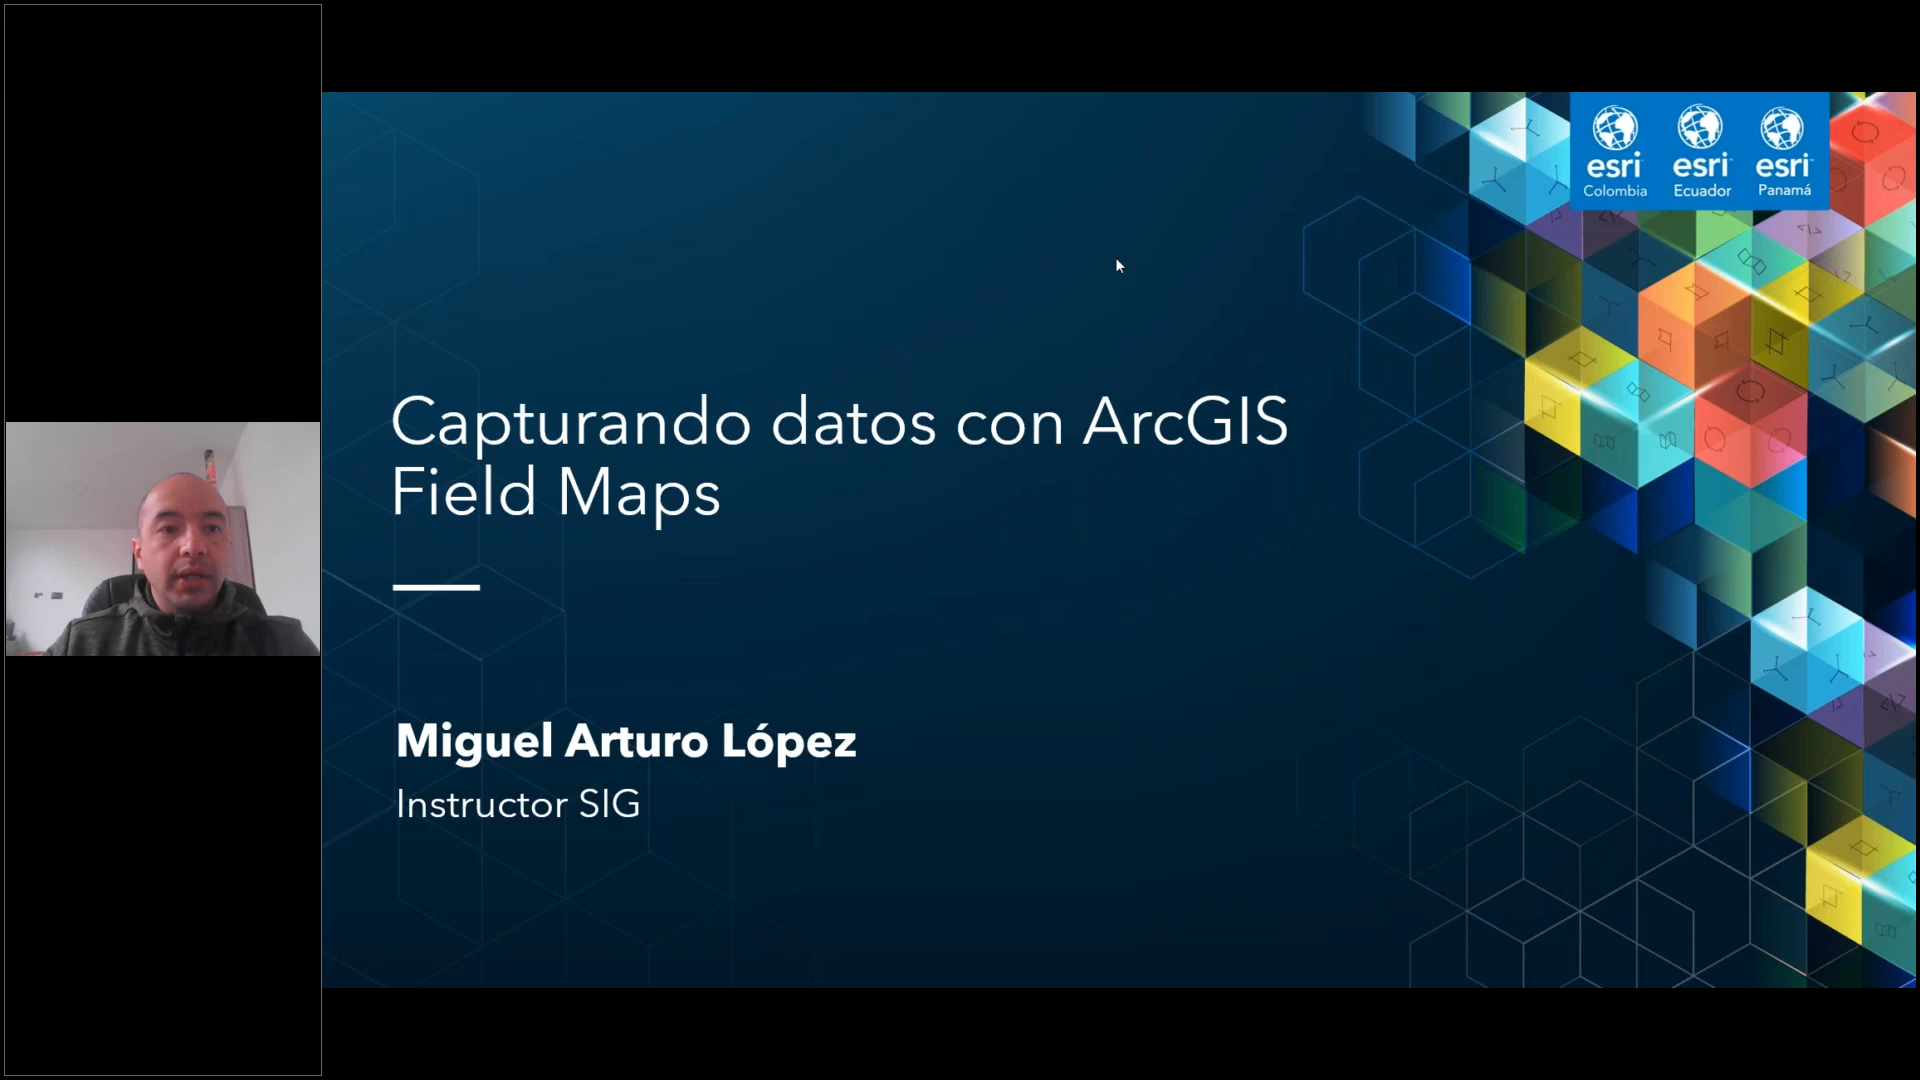 esri esri esri
Colombia Ecuador Panamá
Capturando datos con ArcGIS
Field Maps
Miguel Arturo López
Instructor SIG